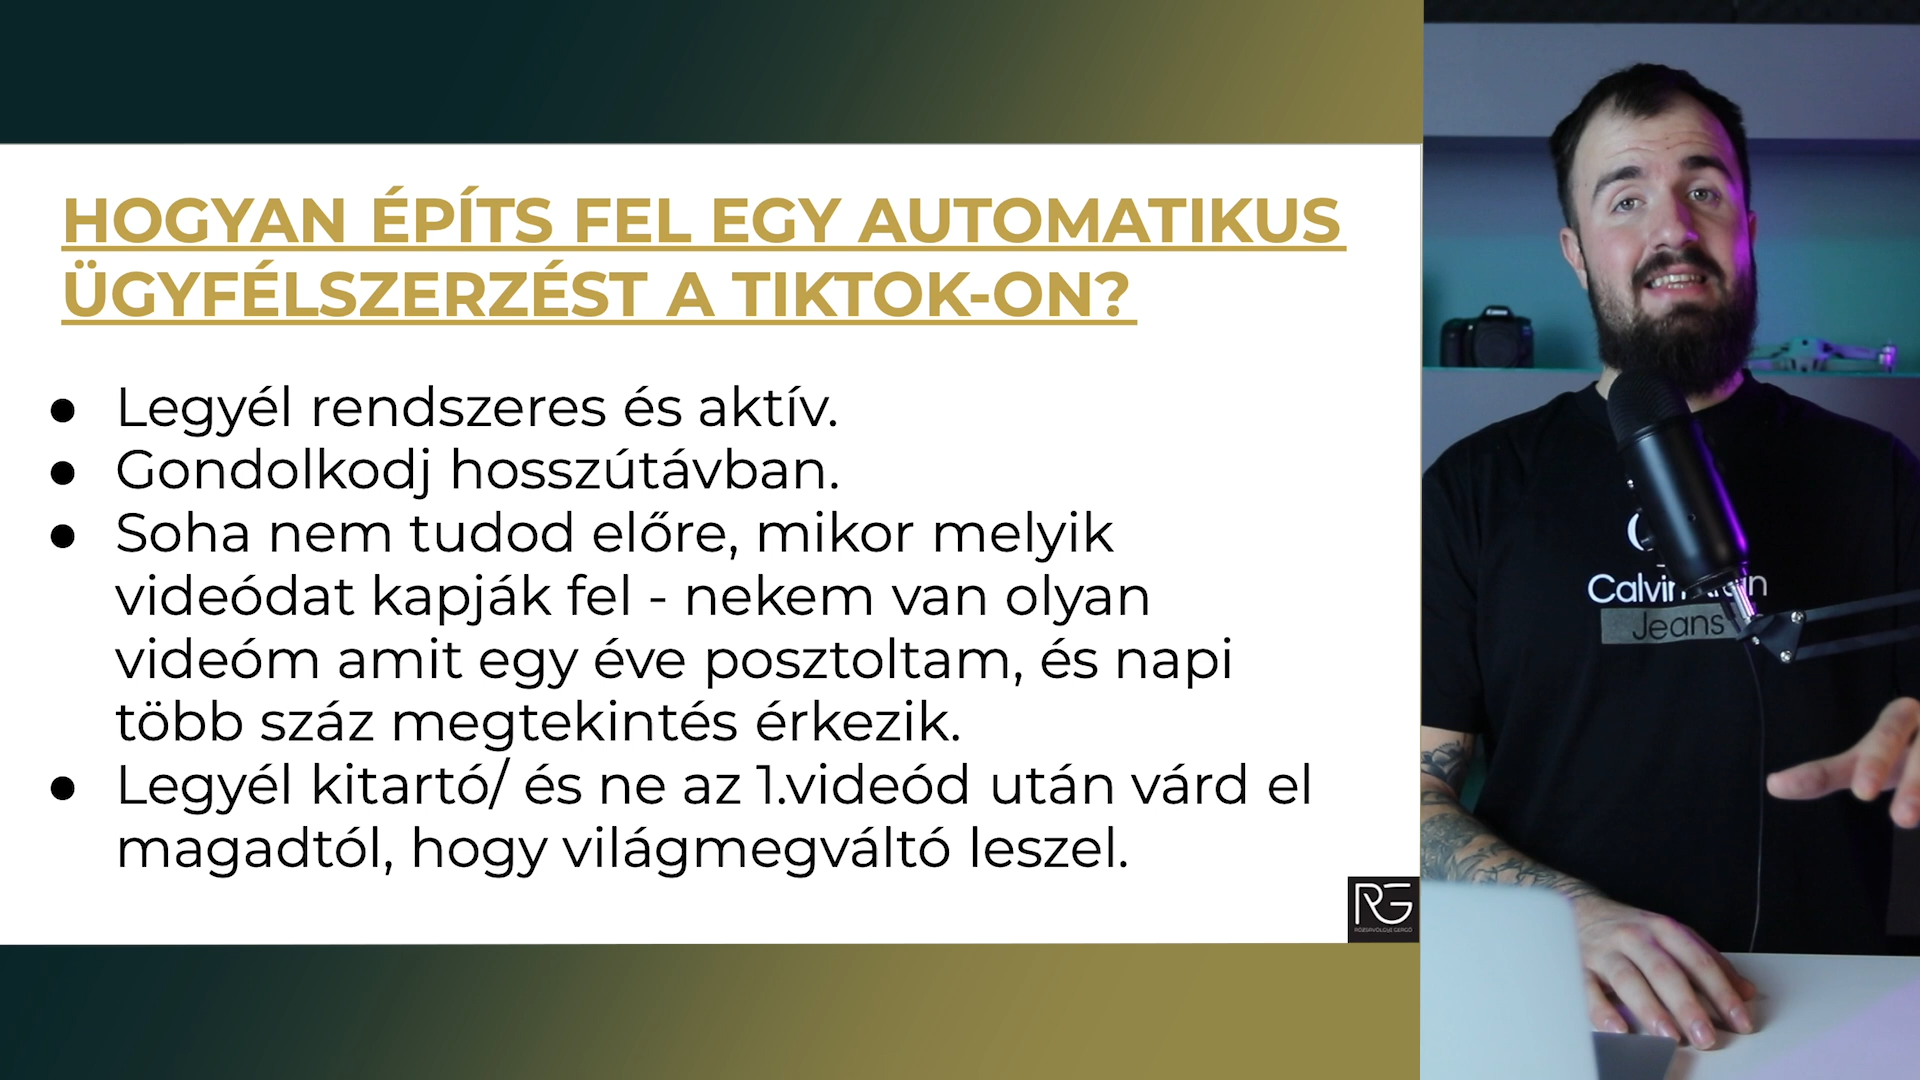 HOGYAN ÉPÍTS FEL EGY AUTOMATIKUS
ÜGYFÉLSZERZÉST A TIKTOK-ON?
● Legyél rendszeres és aktív.
● Gondolkodj hosszútávban.
● Soha nem tudod előre, mikor melyik
videódat kapják fel - nekem van olyan
videóm amit egy éve posztoltam, és napi
több száz megtekintés érkezik.
● Legyél kitartó/ és ne az 1.videód után várd el
magadtól, hogy világmegváltó leszel.
RG
RÓZSAVÖLGYI GERGŐ
Jeans